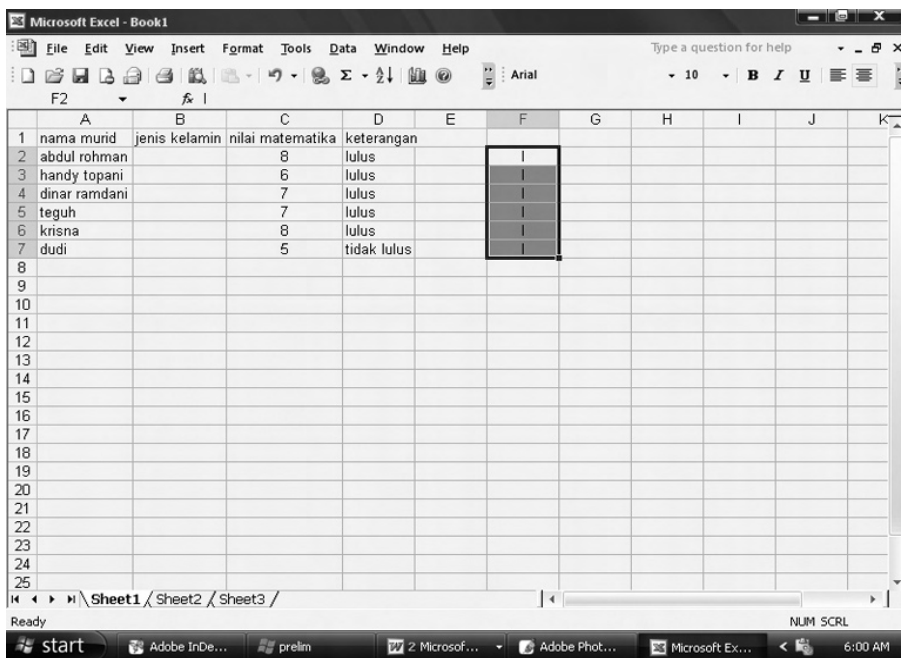 Microsoft Excel - Book1
File Edit View Insert Format Tools Data Window Help Type a question for help
Arial 10 B I U
F2 fx l
A B C D E F G H I J K
1 nama murid jenis kelamin nilai matematika keterangan
2 abdul rohman 8 lulus l
3 handy topani 6 lulus l
4 dinar ramdani 7 lulus l
5 teguh 7 lulus l
6 krisna 8 lulus l
7 dudi 5 tidak lulus l
8
9
10
11
12
13
14
15
16
17
18
19
20
21
22
23
24
25
Sheet1 Sheet2 Sheet3
Ready NUM SCRL
start Adobe InDe... prelim 2 Microsof... Adobe Phot... Microsoft Ex... 6:00 AM